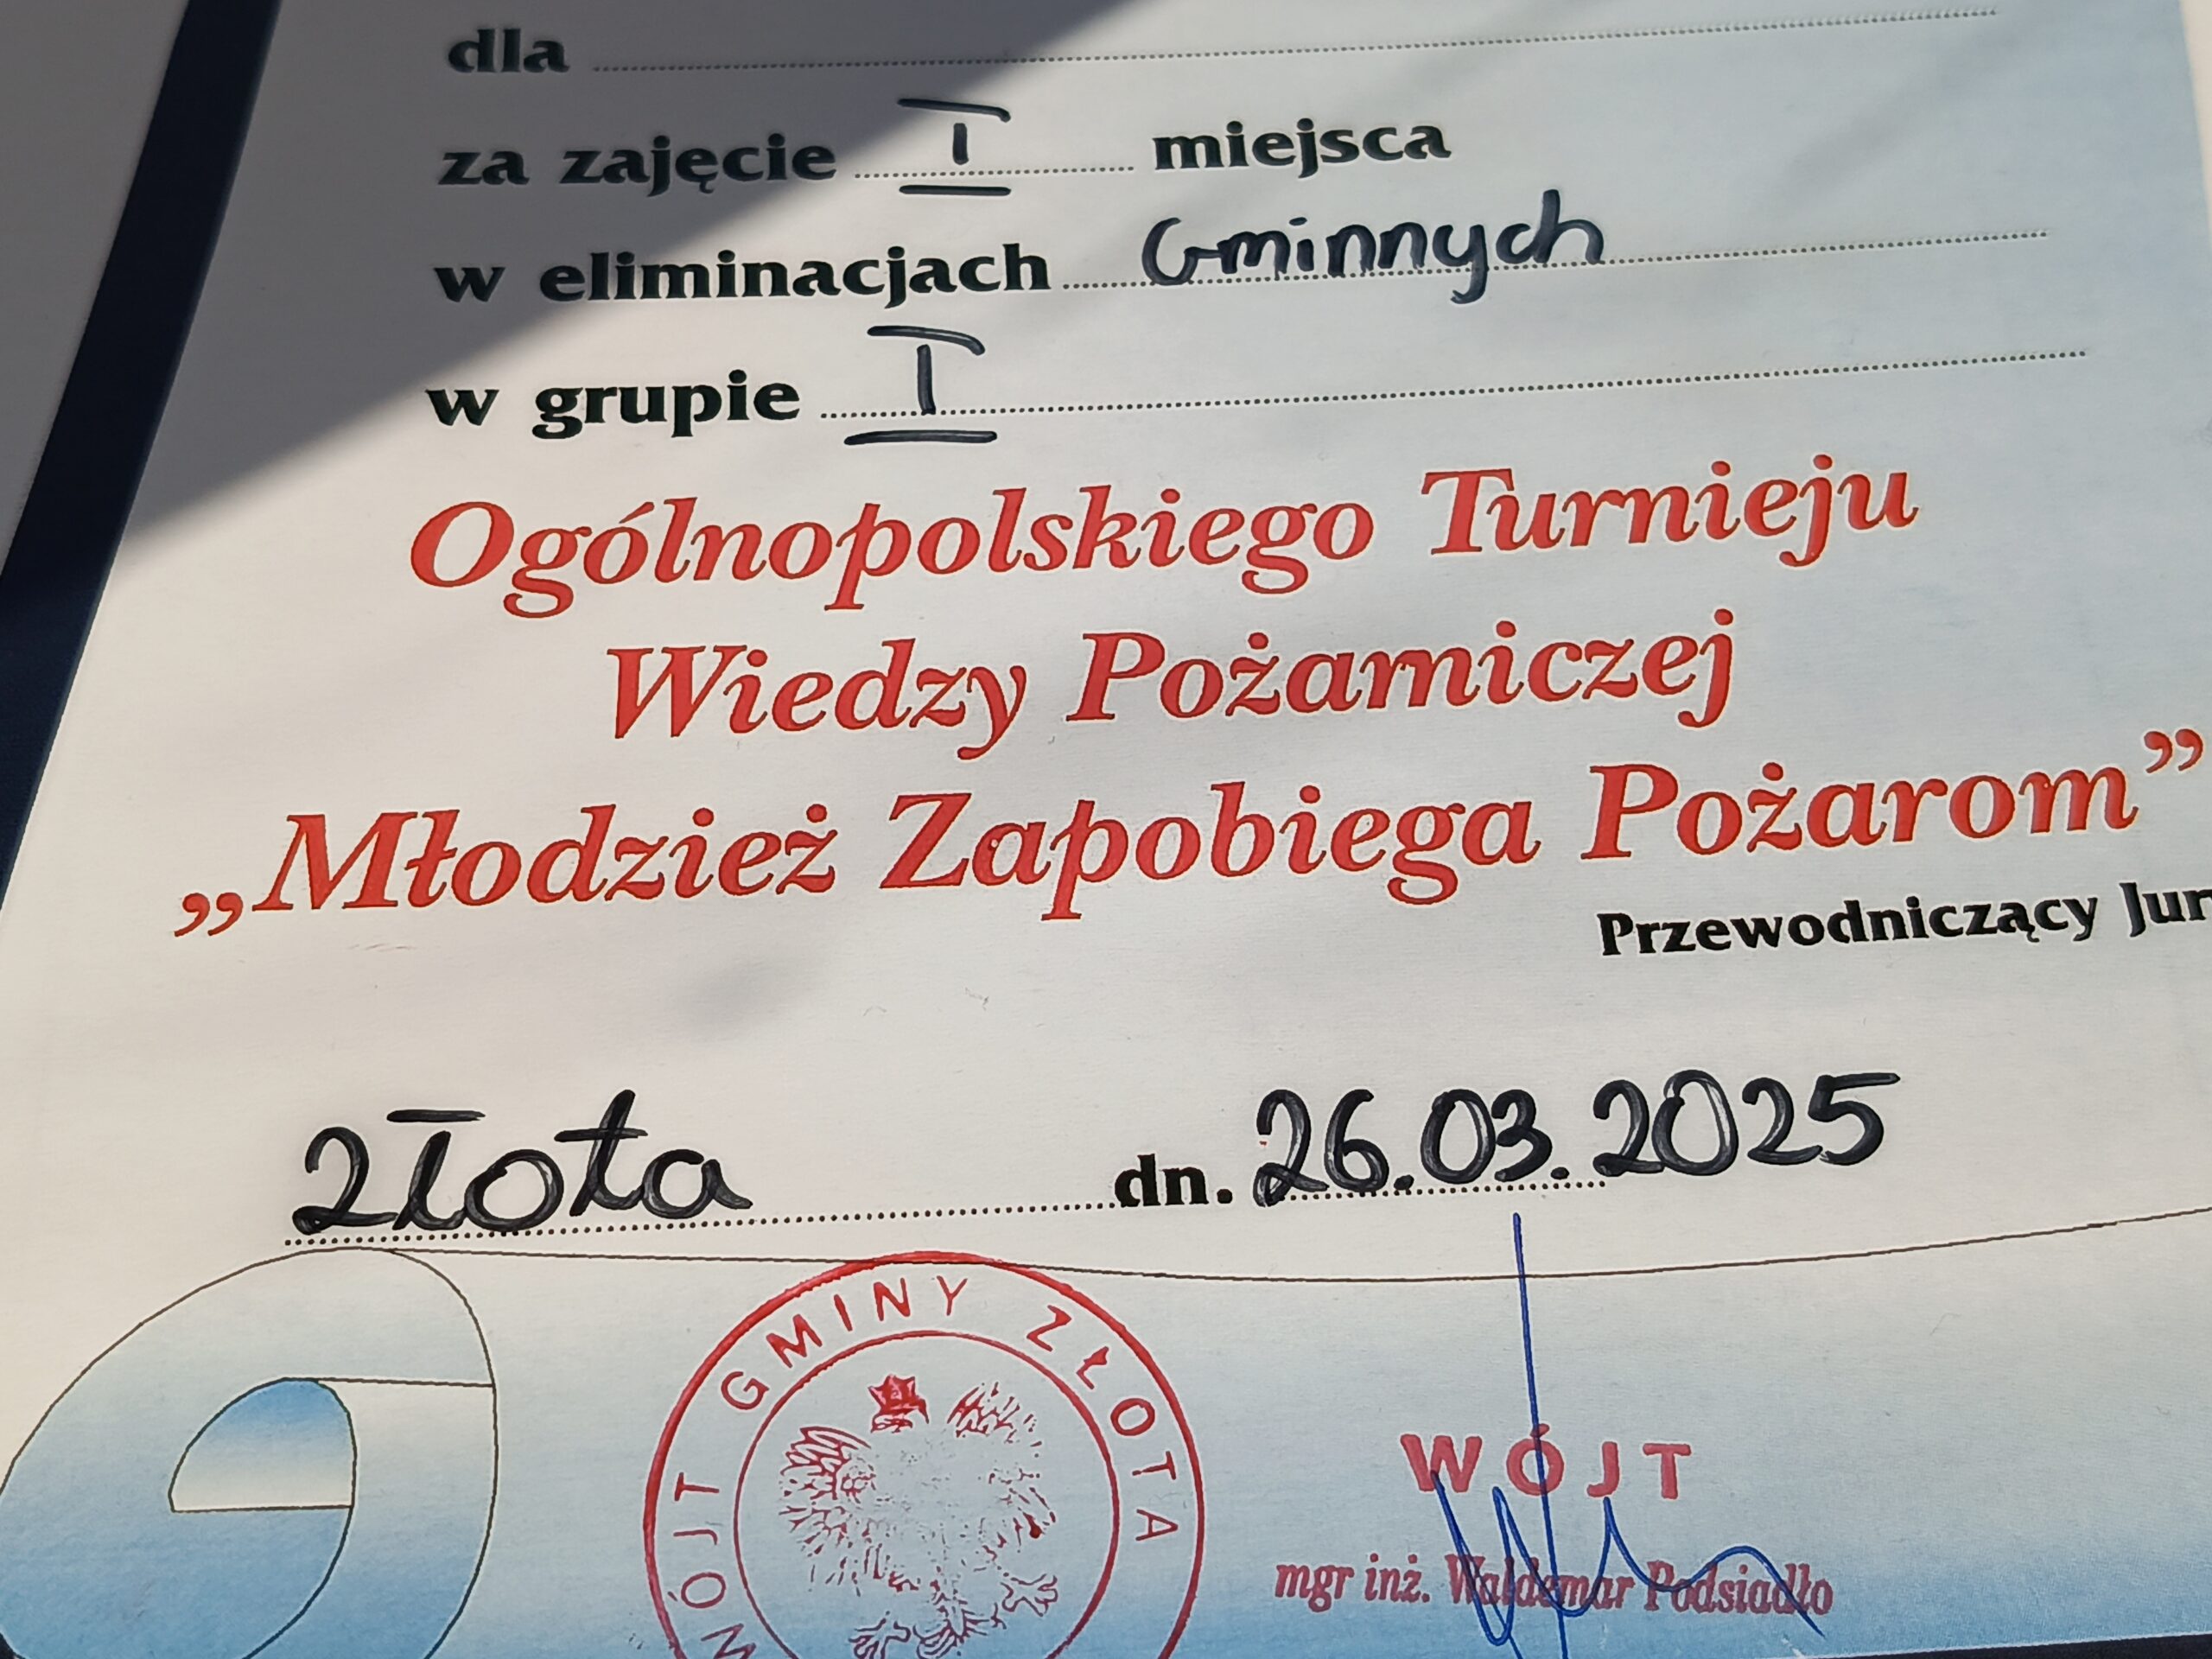 dla
za zajęcie I miejsca
w eliminacjach Gminnych
w grupie I
Ogólnopolskiego Turnieju
Wiedzy Pożarniczej
„Młodzież Zapobiega Pożarom”
Przewodniczący Jur
Złota dn. 26.03.2025
WÓJT GMINY ZŁOTA
WÓJT
mgr inż. Waldemar Podsiadło